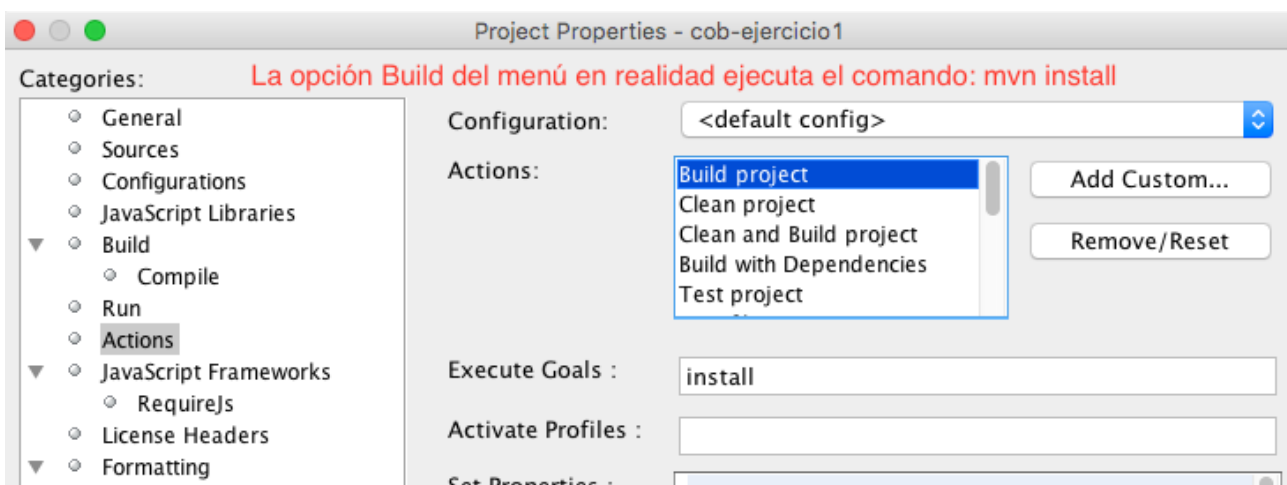 Project Properties - cob-ejercicio1
Categories:
La opción Build del menú en realidad ejecuta el comando: mvn install
General
Sources
Configurations
JavaScript Libraries
Build
Compile
Run
Actions
JavaScript Frameworks
RequireJs
License Headers
Formatting
Configuration:
<default config>
Actions:
Build project
Clean project
Clean and Build project
Build with Dependencies
Test project
Add Custom...
Remove/Reset
Execute Goals :
install
Activate Profiles :
Set Properties :